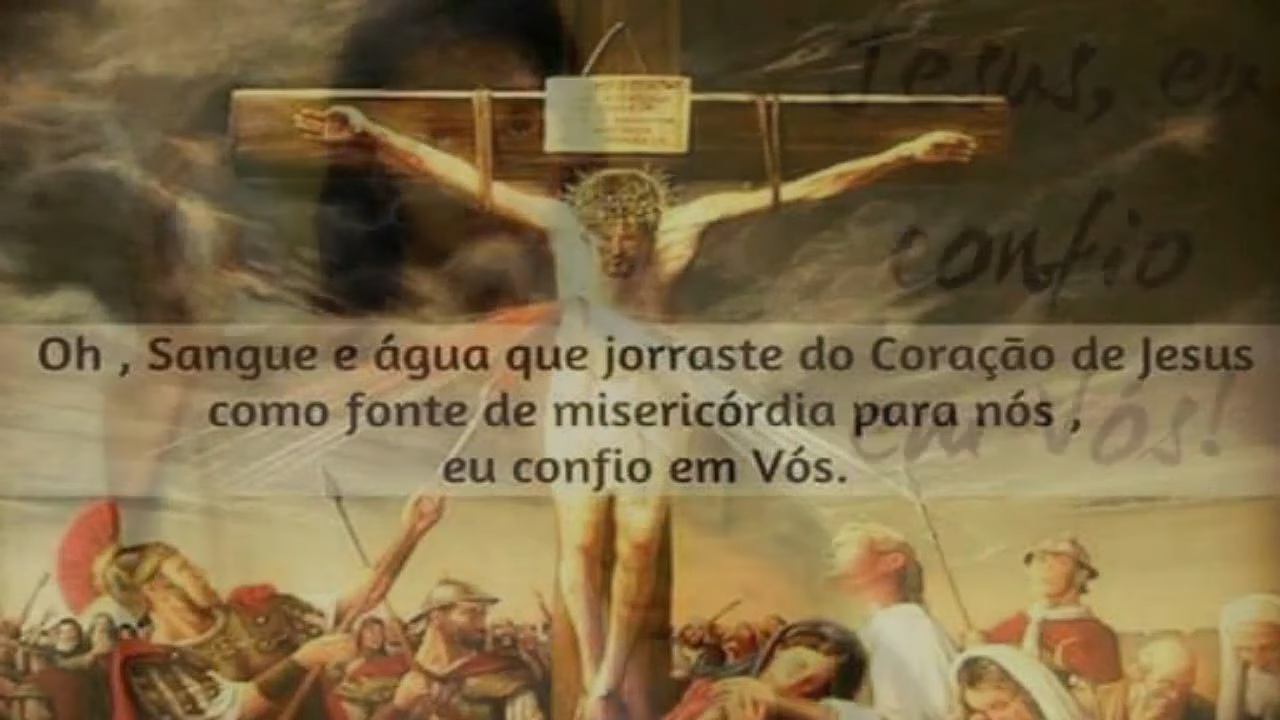 Jesus, eu
confio
em Vós!
Oh , Sangue e água que jorraste do Coração de Jesus
como fonte de misericórdia para nós ,
eu confio em Vós.